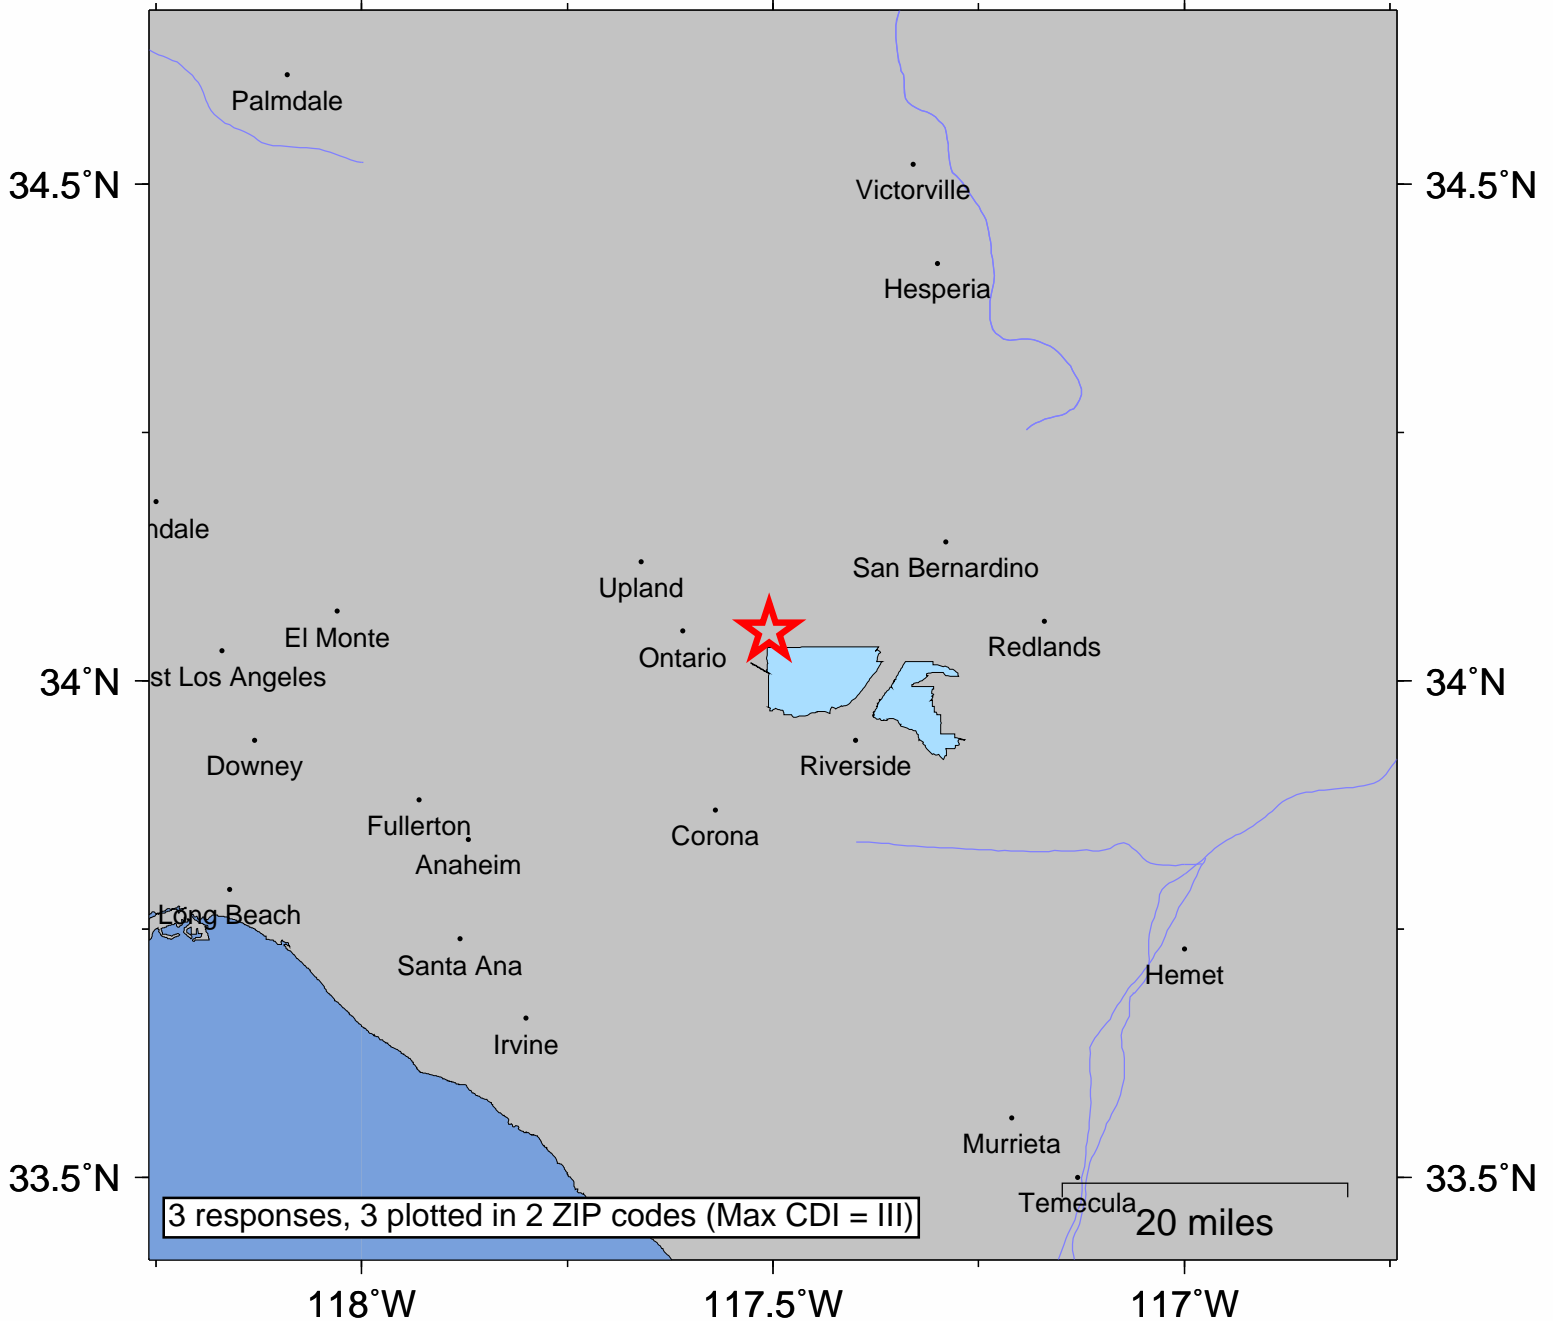 Palmdale
34.5°N
34.5°N
Victorville
Hesperia
ndale
San Bernardino
Upland
El Monte
Ontario
Redlands
st Los Angeles
34°N
34°N
Downey
Riverside
Fullerton
Corona
Anaheim
Long Beach
Santa Ana
Hemet
Irvine
Murrieta
33.5°N
33.5°N
Temecula
3 responses, 3 plotted in 2 ZIP codes (Max CDI = III)
20 miles
118°W
117.5°W
117°W